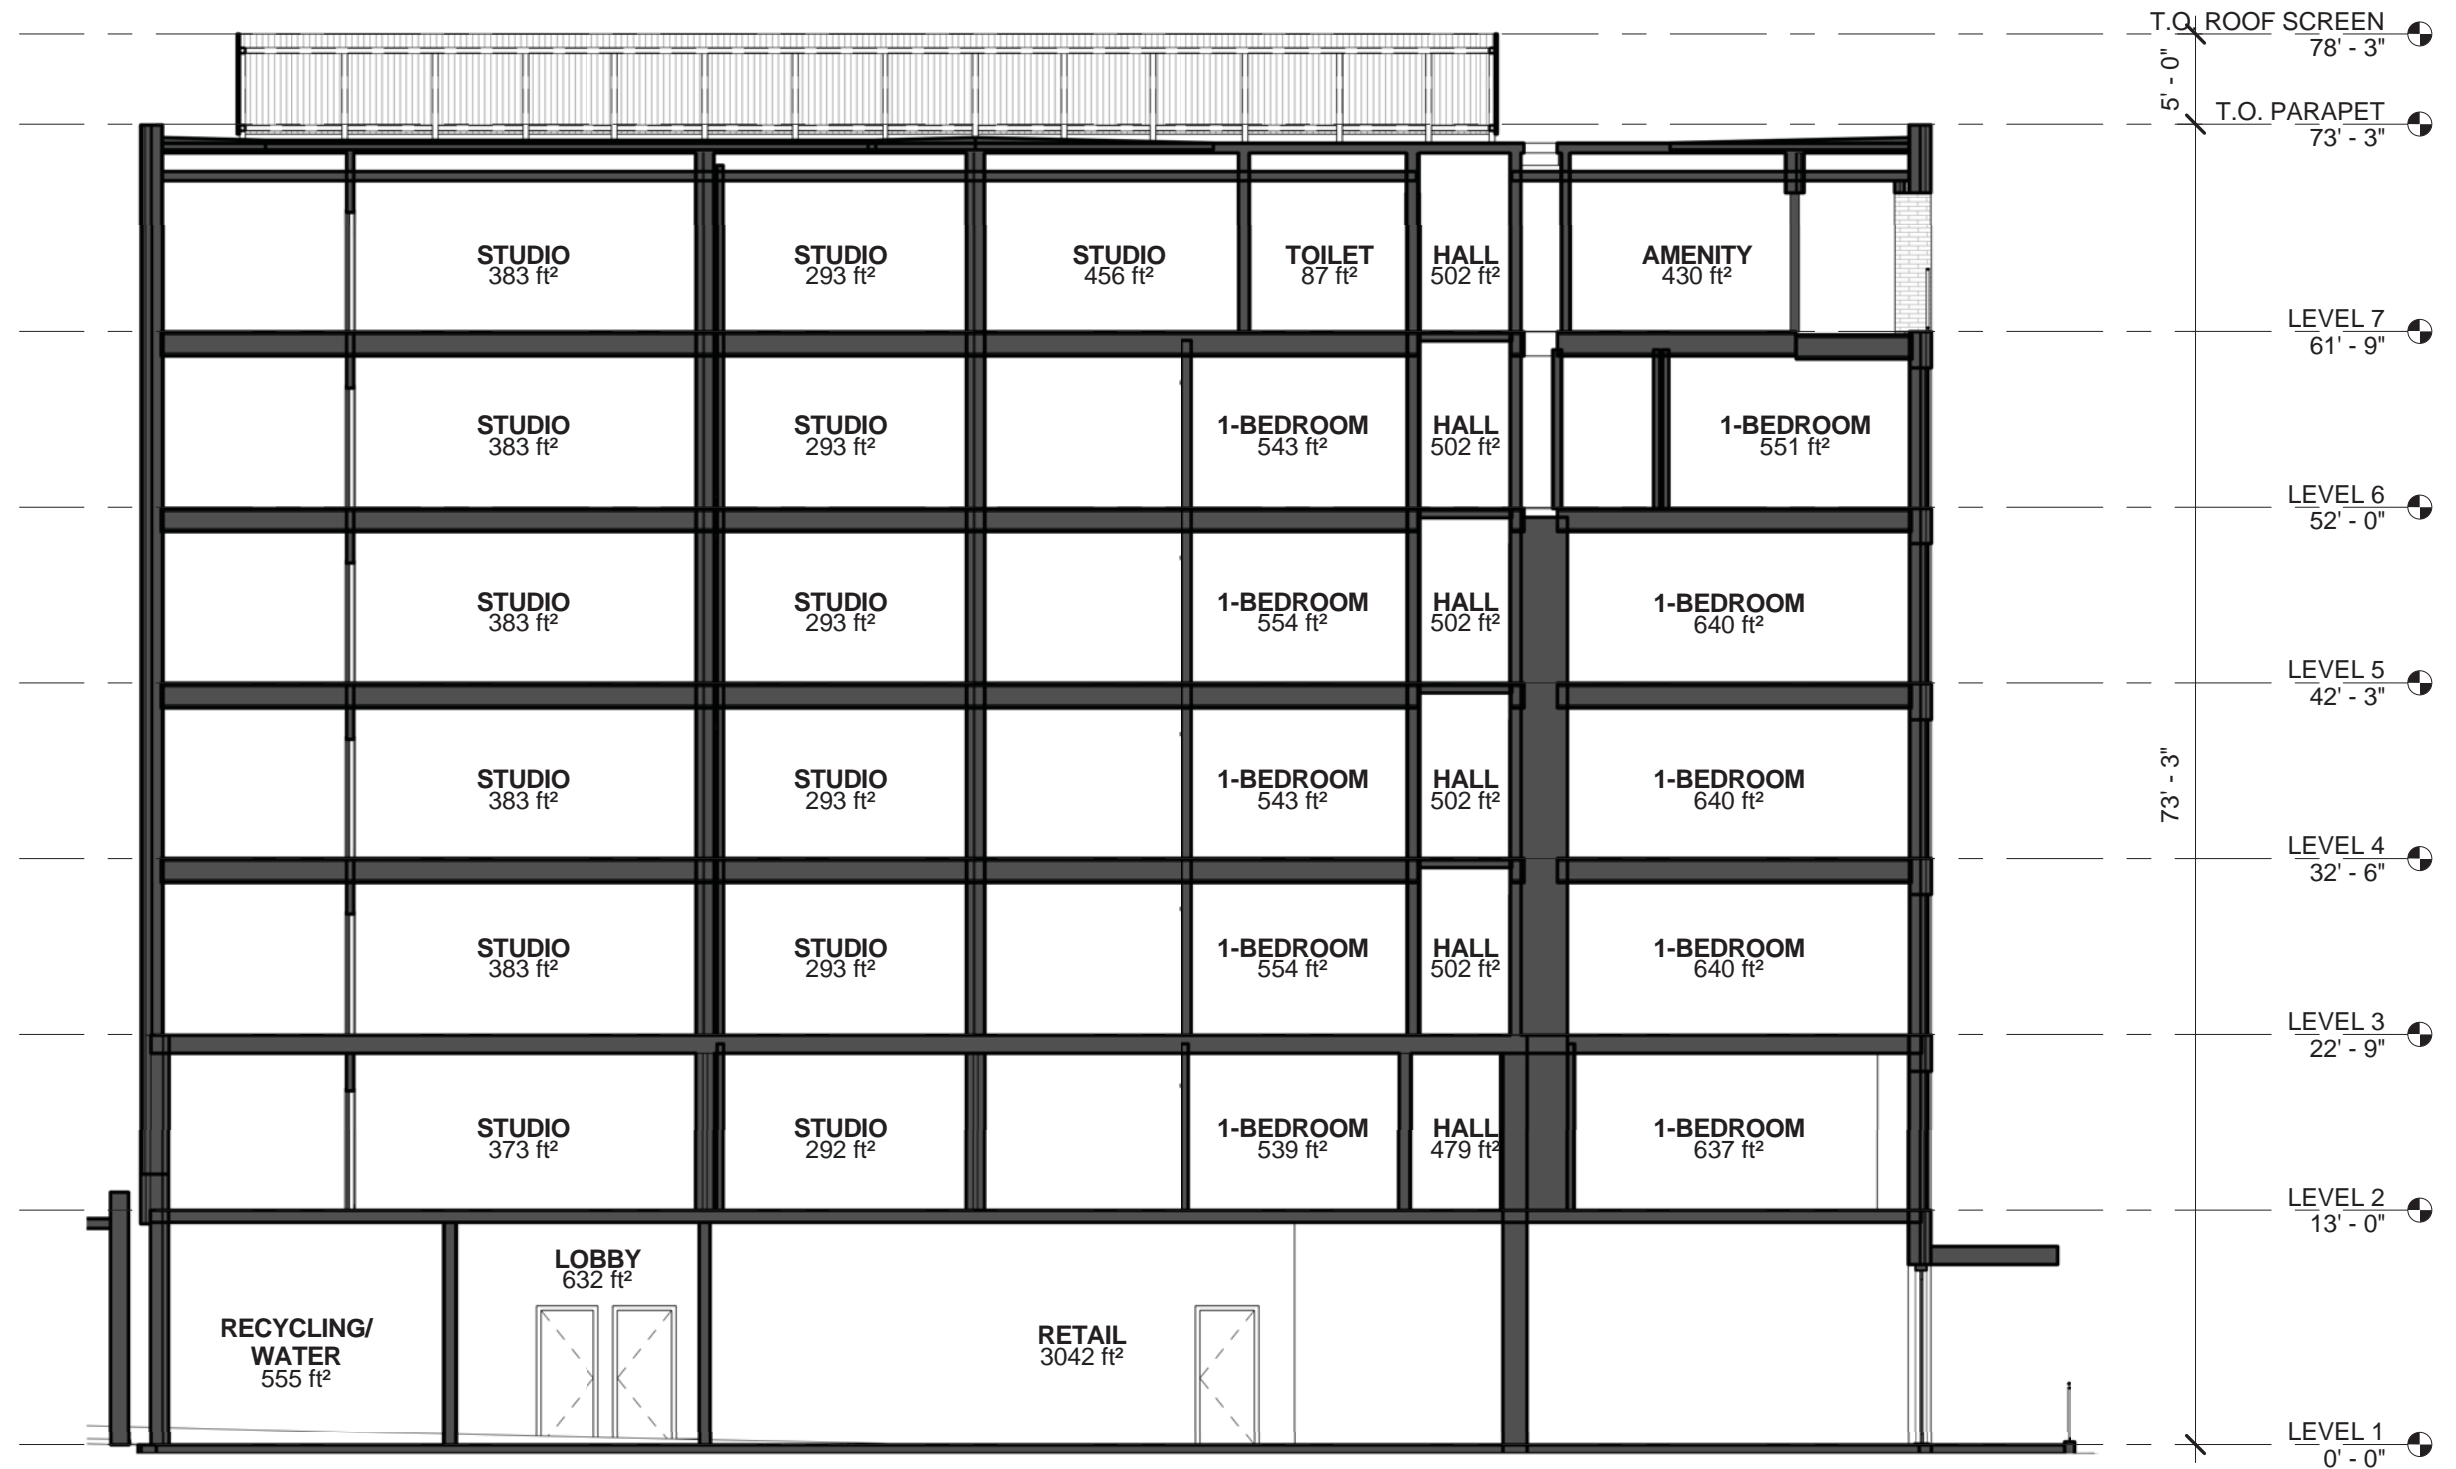 T.O. ROOF SCREEN
78' - 3"
5' - 0"
T.O. PARAPET
73' - 3"
STUDIO
383 ft²
STUDIO
293 ft²
STUDIO
456 ft²
TOILET
87 ft²
HALL
502 ft²
AMENITY
430 ft²
LEVEL 7
61' - 9"
STUDIO
383 ft²
STUDIO
293 ft²
1-BEDROOM
543 ft²
HALL
502 ft²
1-BEDROOM
551 ft²
LEVEL 6
52' - 0"
STUDIO
383 ft²
STUDIO
293 ft²
1-BEDROOM
554 ft²
HALL
502 ft²
1-BEDROOM
640 ft²
LEVEL 5
42' - 3"
STUDIO
383 ft²
STUDIO
293 ft²
1-BEDROOM
543 ft²
HALL
502 ft²
1-BEDROOM
640 ft²
73' - 3"
LEVEL 4
32' - 6"
STUDIO
383 ft²
STUDIO
293 ft²
1-BEDROOM
554 ft²
HALL
502 ft²
1-BEDROOM
640 ft²
LEVEL 3
22' - 9"
STUDIO
373 ft²
STUDIO
292 ft²
1-BEDROOM
539 ft²
HALL
479 ft²
1-BEDROOM
637 ft²
LEVEL 2
13' - 0"
RECYCLING/
WATER
555 ft²
LOBBY
632 ft²
RETAIL
3042 ft²
LEVEL 1
0' - 0"